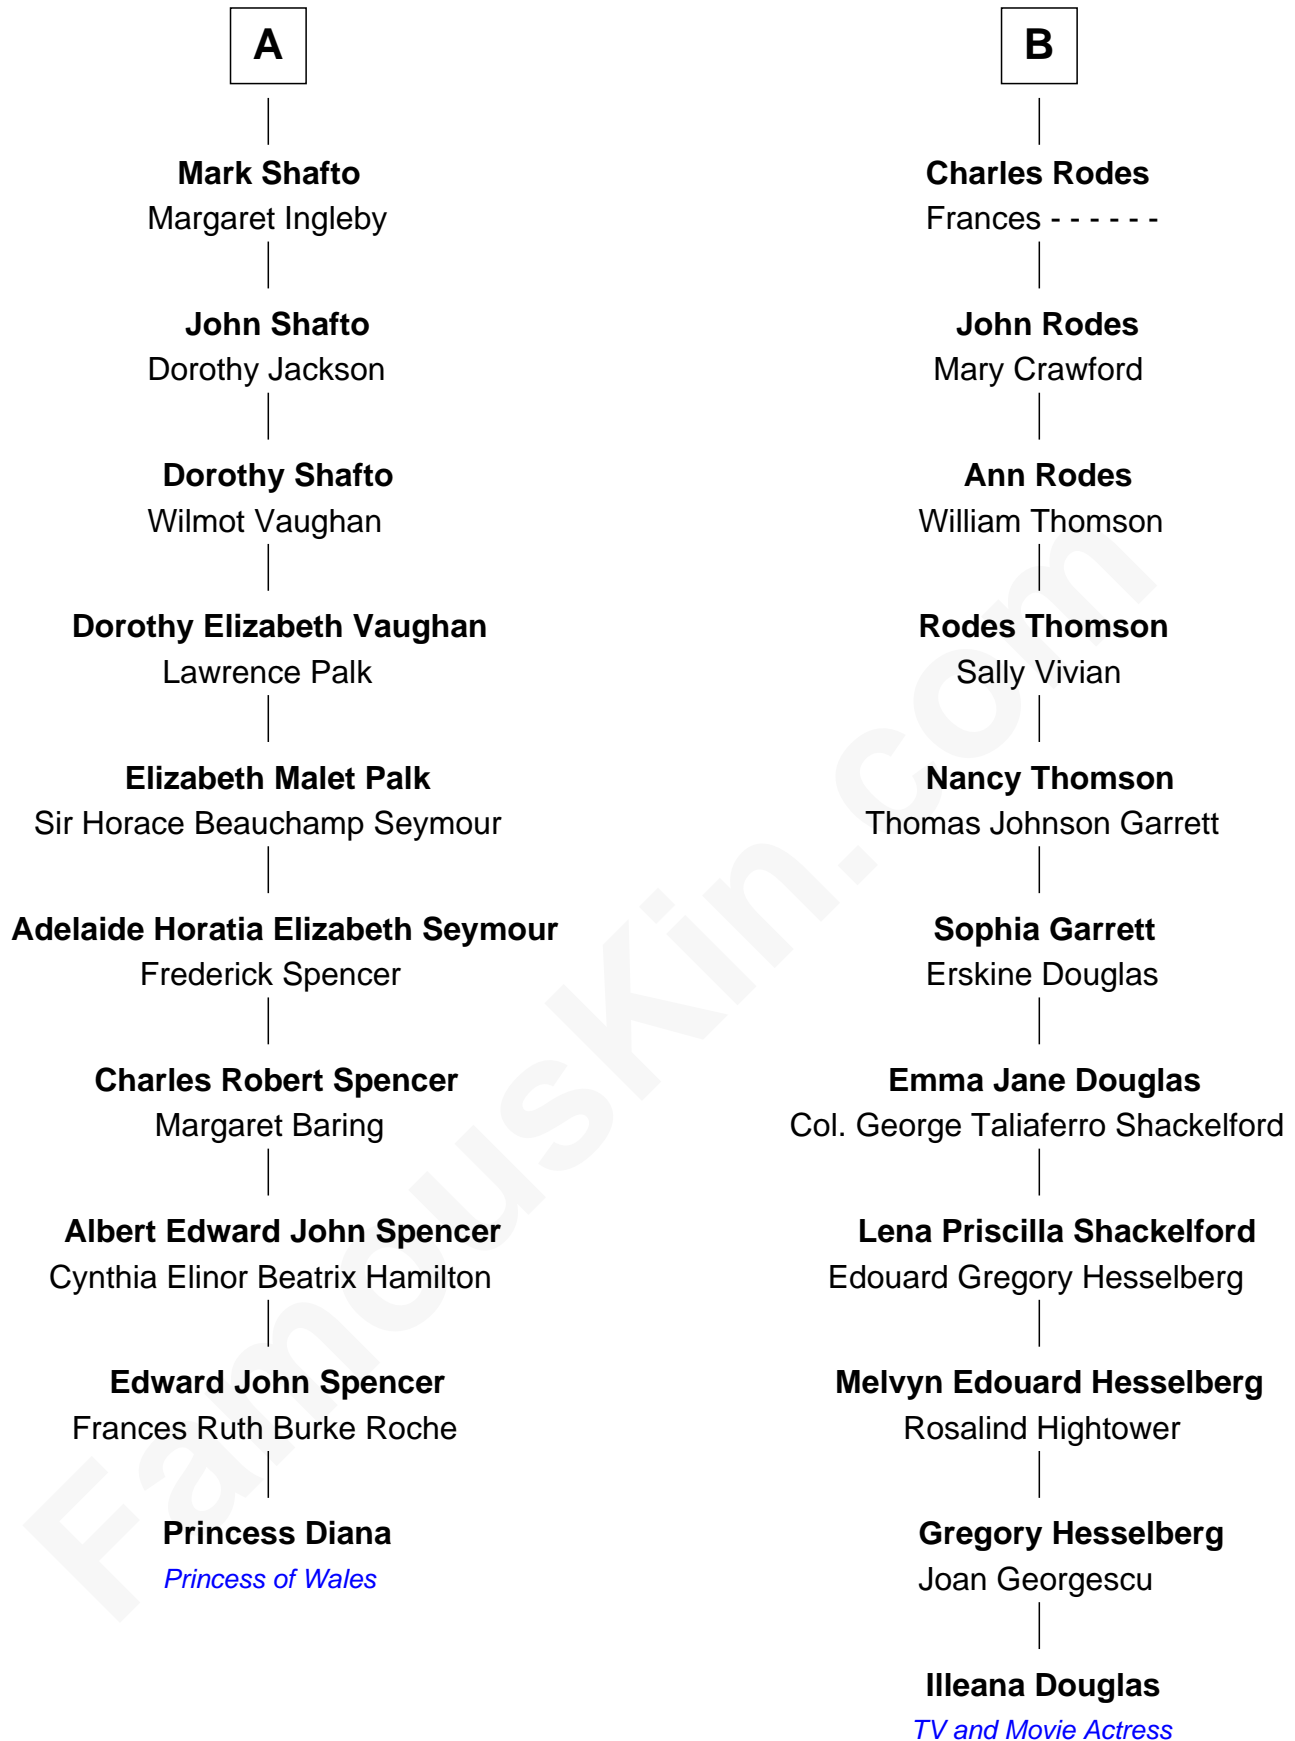 A
Mark Shafto
Margaret Ingleby
John Shafto
Dorothy Jackson
Dorothy Shafto
Wilmot Vaughan
Dorothy Elizabeth Vaughan
Lawrence Palk
Elizabeth Malet Palk
Sir Horace Beauchamp Seymour
Adelaide Horatia Elizabeth Seymour
Frederick Spencer
Charles Robert Spencer
Margaret Baring
Albert Edward John Spencer
Cynthia Elinor Beatrix Hamilton
Edward John Spencer
Frances Ruth Burke Roche
Princess Diana
Princess of Wales
B
Charles Rodes
Frances - - - - - -
John Rodes
Mary Crawford
Ann Rodes
William Thomson
Rodes Thomson
Sally Vivian
Nancy Thomson
Thomas Johnson Garrett
Sophia Garrett
Erskine Douglas
Emma Jane Douglas
Col. George Taliaferro Shackelford
Lena Priscilla Shackelford
Edouard Gregory Hesselberg
Melvyn Edouard Hesselberg
Rosalind Hightower
Gregory Hesselberg
Joan Georgescu
Illeana Douglas
TV and Movie Actress
FamousKin.com